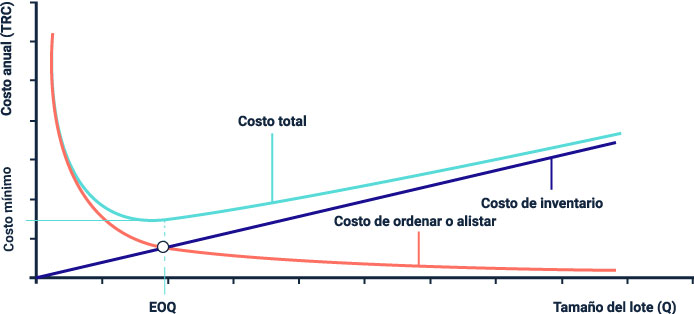 Costo anual (TRC)
Costo mínimo
Costo total
Costo de inventario
Costo de ordenar o alistar
EOQ
Tamaño del lote (Q)